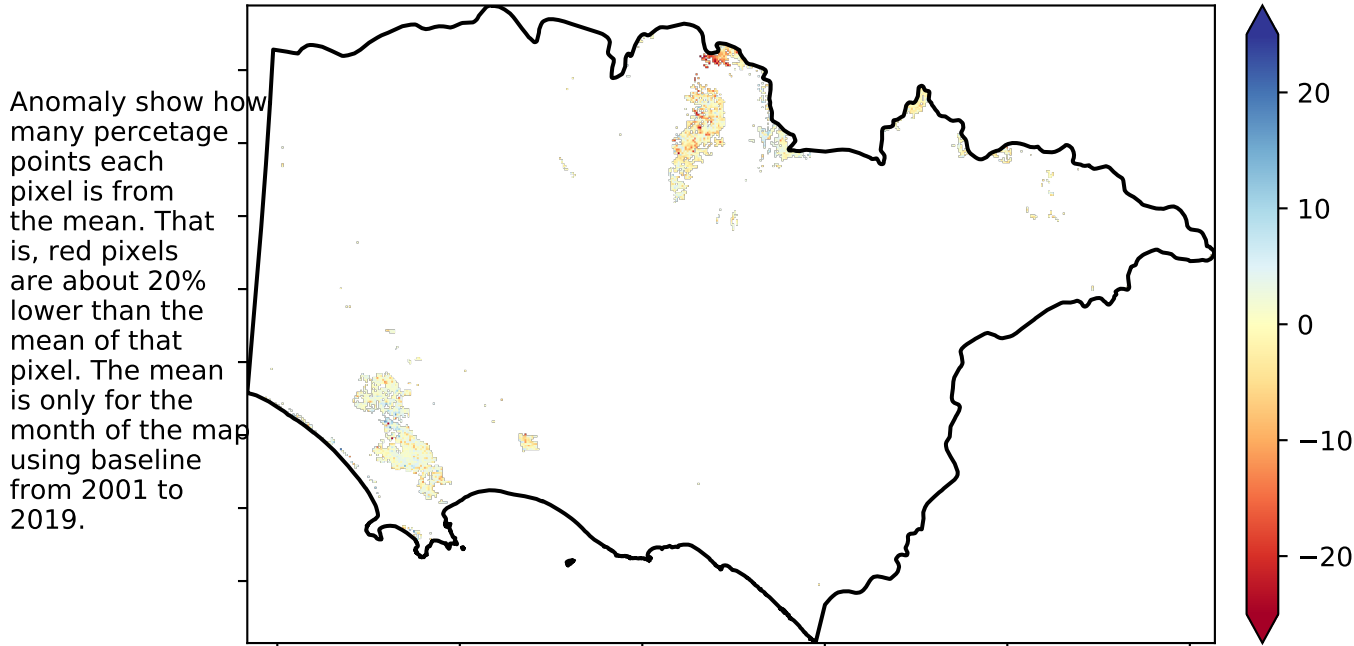 Anomaly show how
many percetage
points each
pixel is from
the mean. That
is, red pixels
are about 20%
lower than the
mean of that
pixel. The mean
is only for the
month of the map
using baseline
from 2001 to
2019.
20
10
0
−10
−20